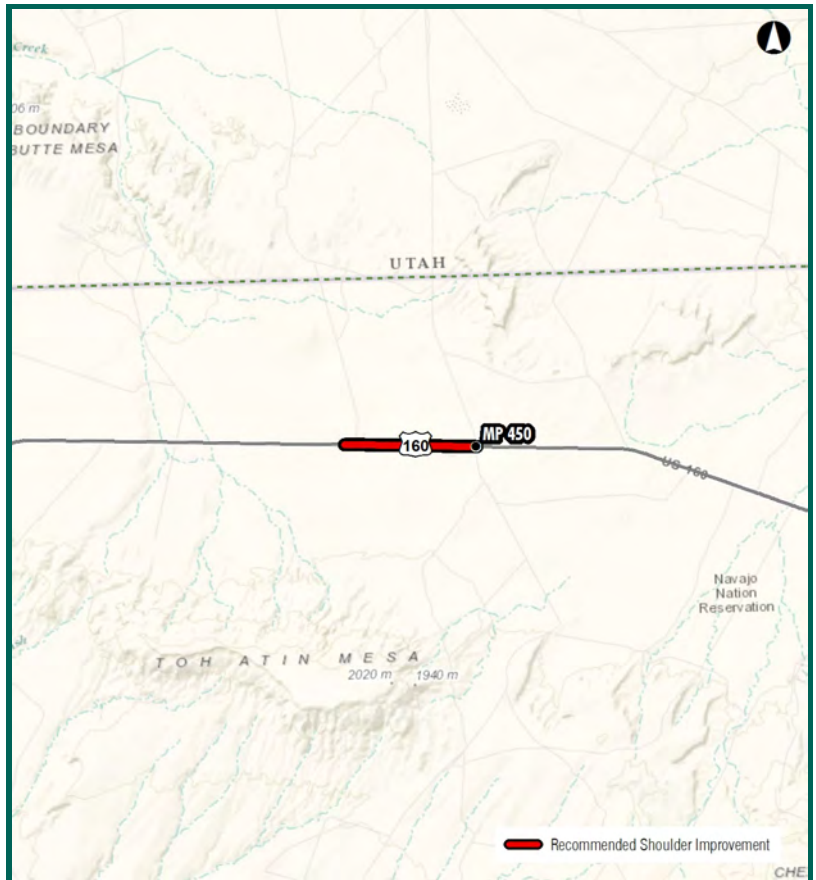 Creek
06 m
BOUNDARY
BUTTE MESA
UTAH
MP 450
160
US 160
Navajo
Nation
Reservation
TOH ATIN MESA
2020 m
1940 m
Recommended Shoulder Improvement
CHE